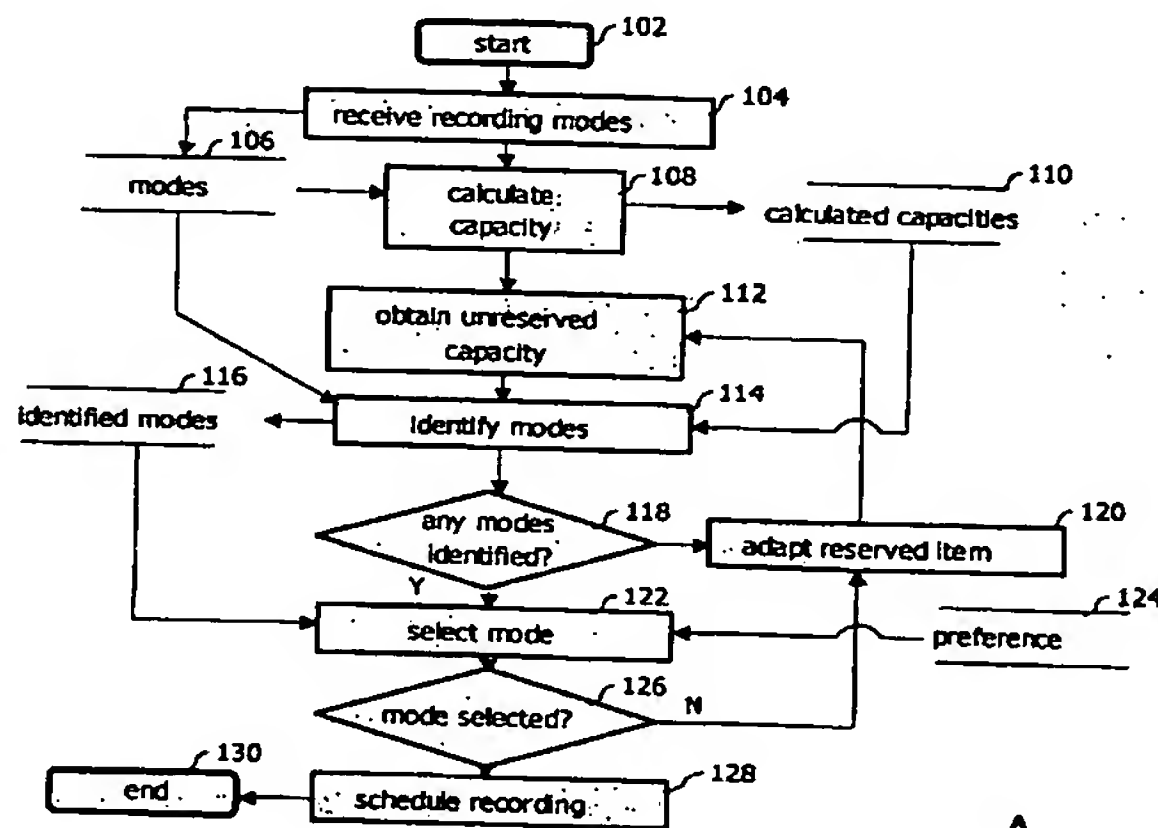 start
102
receive recording modes
104
106
modes
calculate
capacity
108
110
calculated capacities
obtain unreserved
capacity
112
116
identified modes
identify modes
114
any modes
identified?
118
Y
adapt reserved item
120
select mode
122
124
preference
mode selected?
126
N
130
end
schedule recording
128